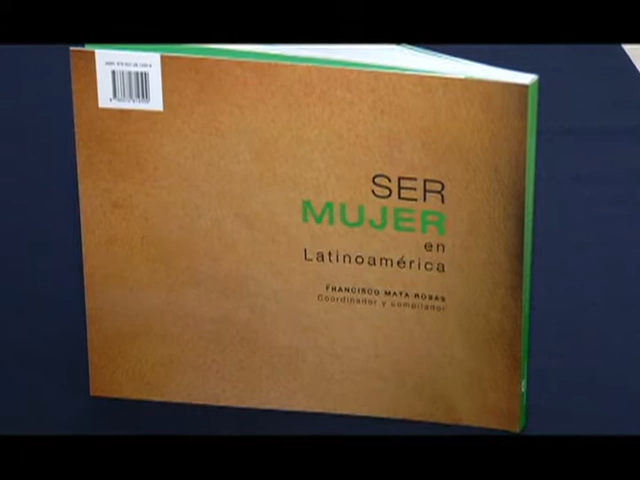 SER
MUJER
en
Latinoamérica
FRANCISCO MATA ROSAS
Coordinador y compilador